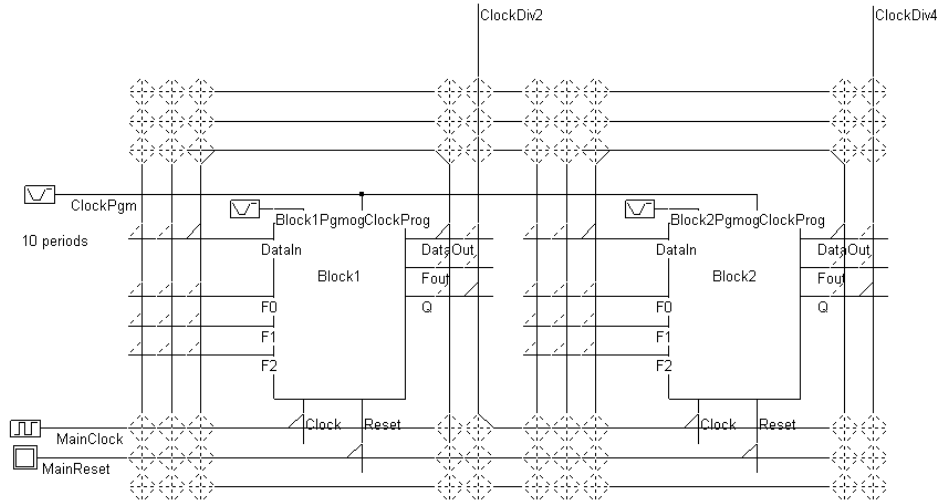 ClockDiv2
ClockDiv4
ClockPgm
10 periods
Block1PgmogClockProg
DataIn
Block1
DataOut
Fout
Q
F0
F1
F2
Clock
Reset
Block2PgmogClockProg
DataIn
Block2
DataOut
Fout
Q
F0
F1
F2
Clock
Reset
MainClock
MainReset